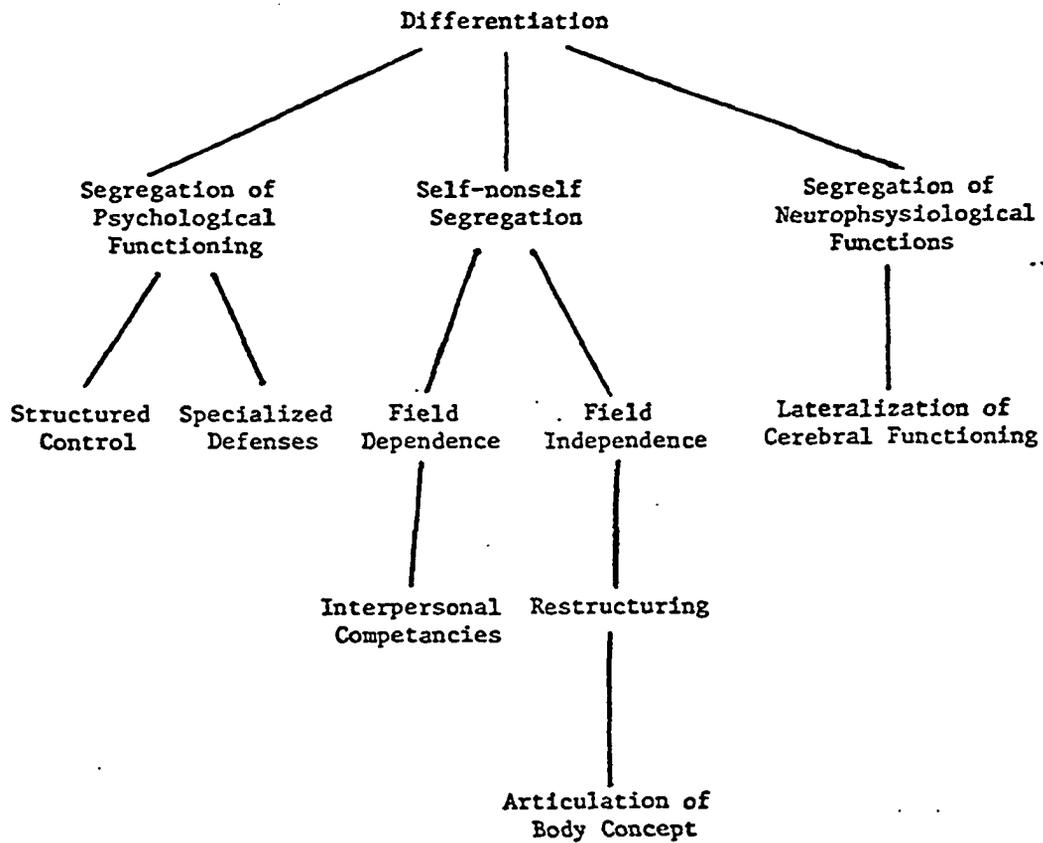 Differentiation
Segregation of
Psychological
Functioning
Self-nonself
Segregation
Segregation of
Neurophsysiological
Functions
Structured
Control
Specialized
Defenses
Field
Dependence
Field
Independence
Lateralization of
Cerebral Functioning
Interpersonal
Competancies
Restructuring
Articulation of
Body Concept